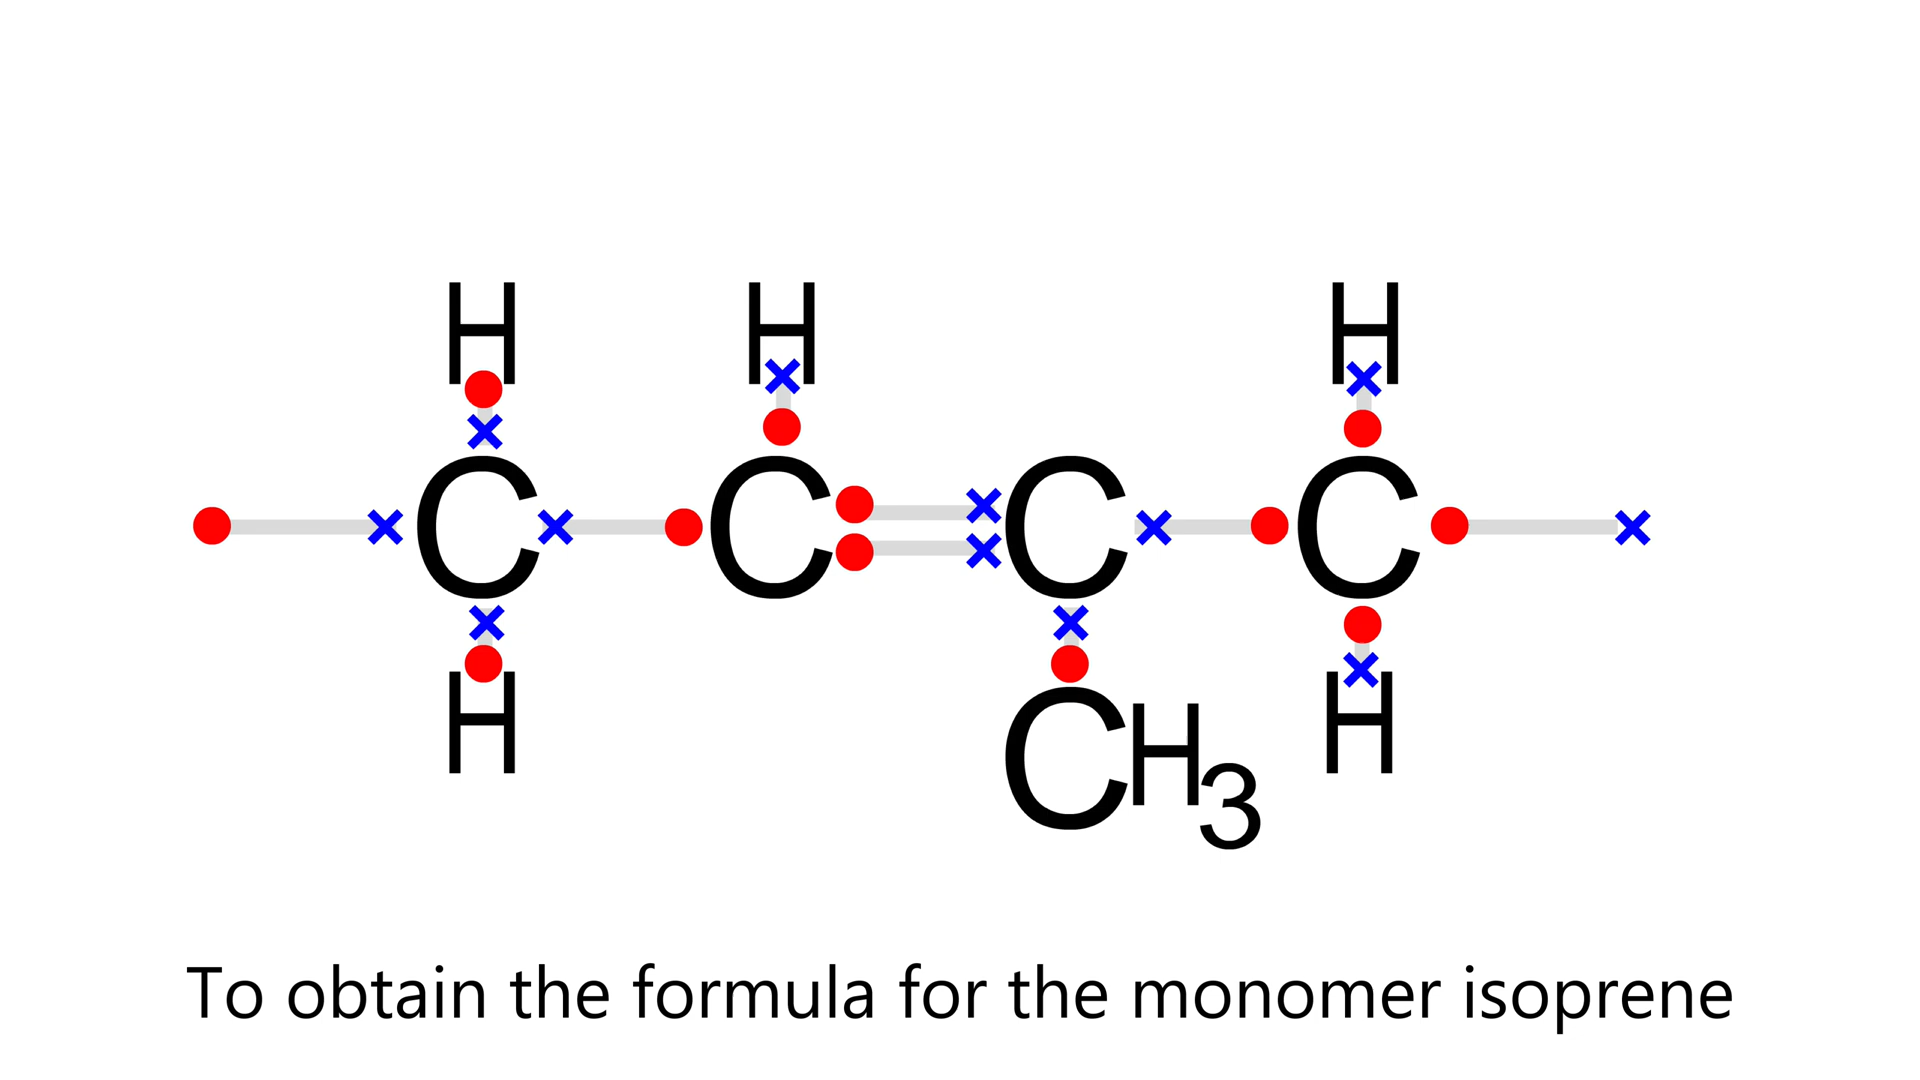 H H H
C C C C
H CH3 H
To obtain the formula for the monomer isoprene